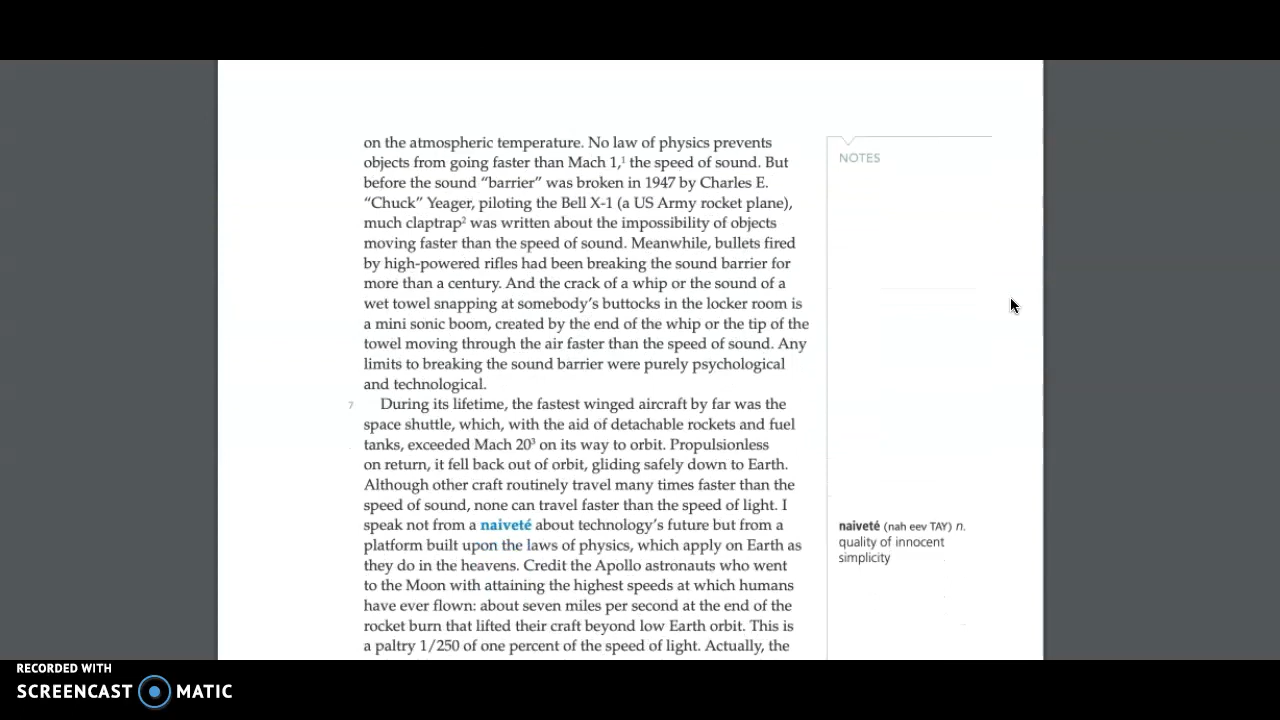 on the atmospheric temperature. No law of physics prevents
objects from going faster than Mach 1,¹ the speed of sound. But
before the sound “barrier” was broken in 1947 by Charles E.
“Chuck” Yeager, piloting the Bell X-1 (a US Army rocket plane),
much claptrap² was written about the impossibility of objects
moving faster than the speed of sound. Meanwhile, bullets fired
by high-powered rifles had been breaking the sound barrier for
more than a century. And the crack of a whip or the sound of a
wet towel snapping at somebody’s buttocks in the locker room is
a mini sonic boom, created by the end of the whip or the tip of the
towel moving through the air faster than the speed of sound. Any
limits to breaking the sound barrier were purely psychological
and technological.
7 During its lifetime, the fastest winged aircraft by far was the
space shuttle, which, with the aid of detachable rockets and fuel
tanks, exceeded Mach 20³ on its way to orbit. Propulsionless
on return, it fell back out of orbit, gliding safely down to Earth.
Although other craft routinely travel many times faster than the
speed of sound, none can travel faster than the speed of light. I
speak not from a naiveté about technology’s future but from a
platform built upon the laws of physics, which apply on Earth as
they do in the heavens. Credit the Apollo astronauts who went
to the Moon with attaining the highest speeds at which humans
have ever flown: about seven miles per second at the end of the
rocket burn that lifted their craft beyond low Earth orbit. This is
a paltry 1/250 of one percent of the speed of light. Actually, the
NOTES
naiveté (nah eev TAY) n.
quality of innocent
simplicity
RECORDED WITH
SCREENCAST MATIC